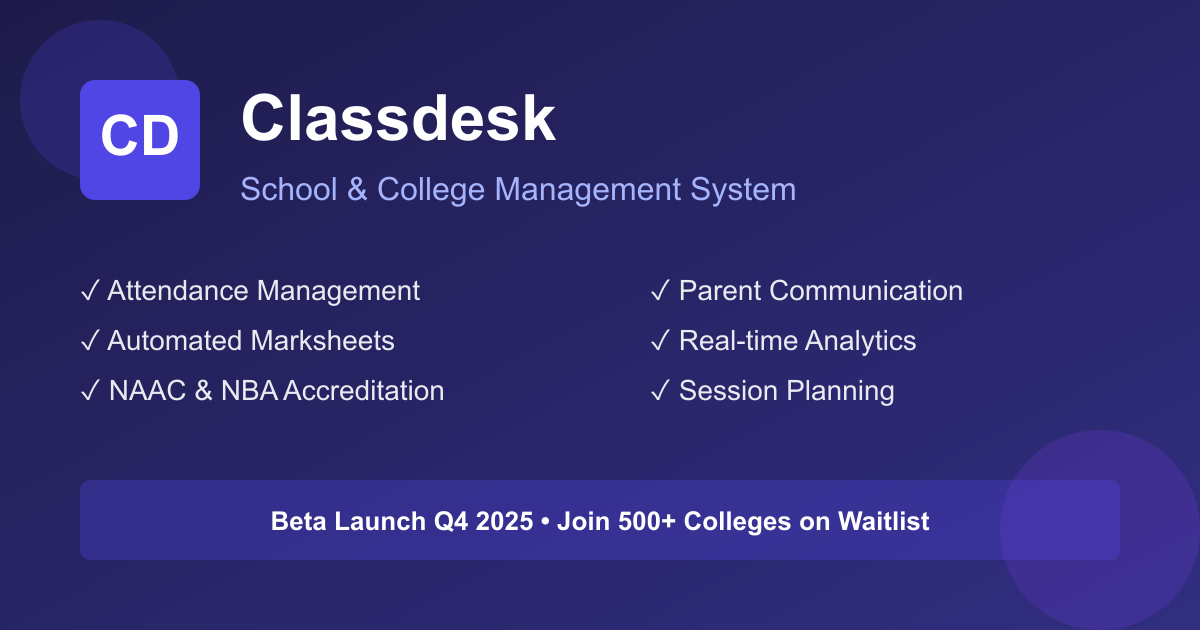 CD
Classdesk
School & College Management System
✓ Attendance Management
✓ Automated Marksheets
✓ NAAC & NBA Accreditation
✓ Parent Communication
✓ Real-time Analytics
✓ Session Planning
Beta Launch Q4 2025 • Join 500+ Colleges on Waitlist